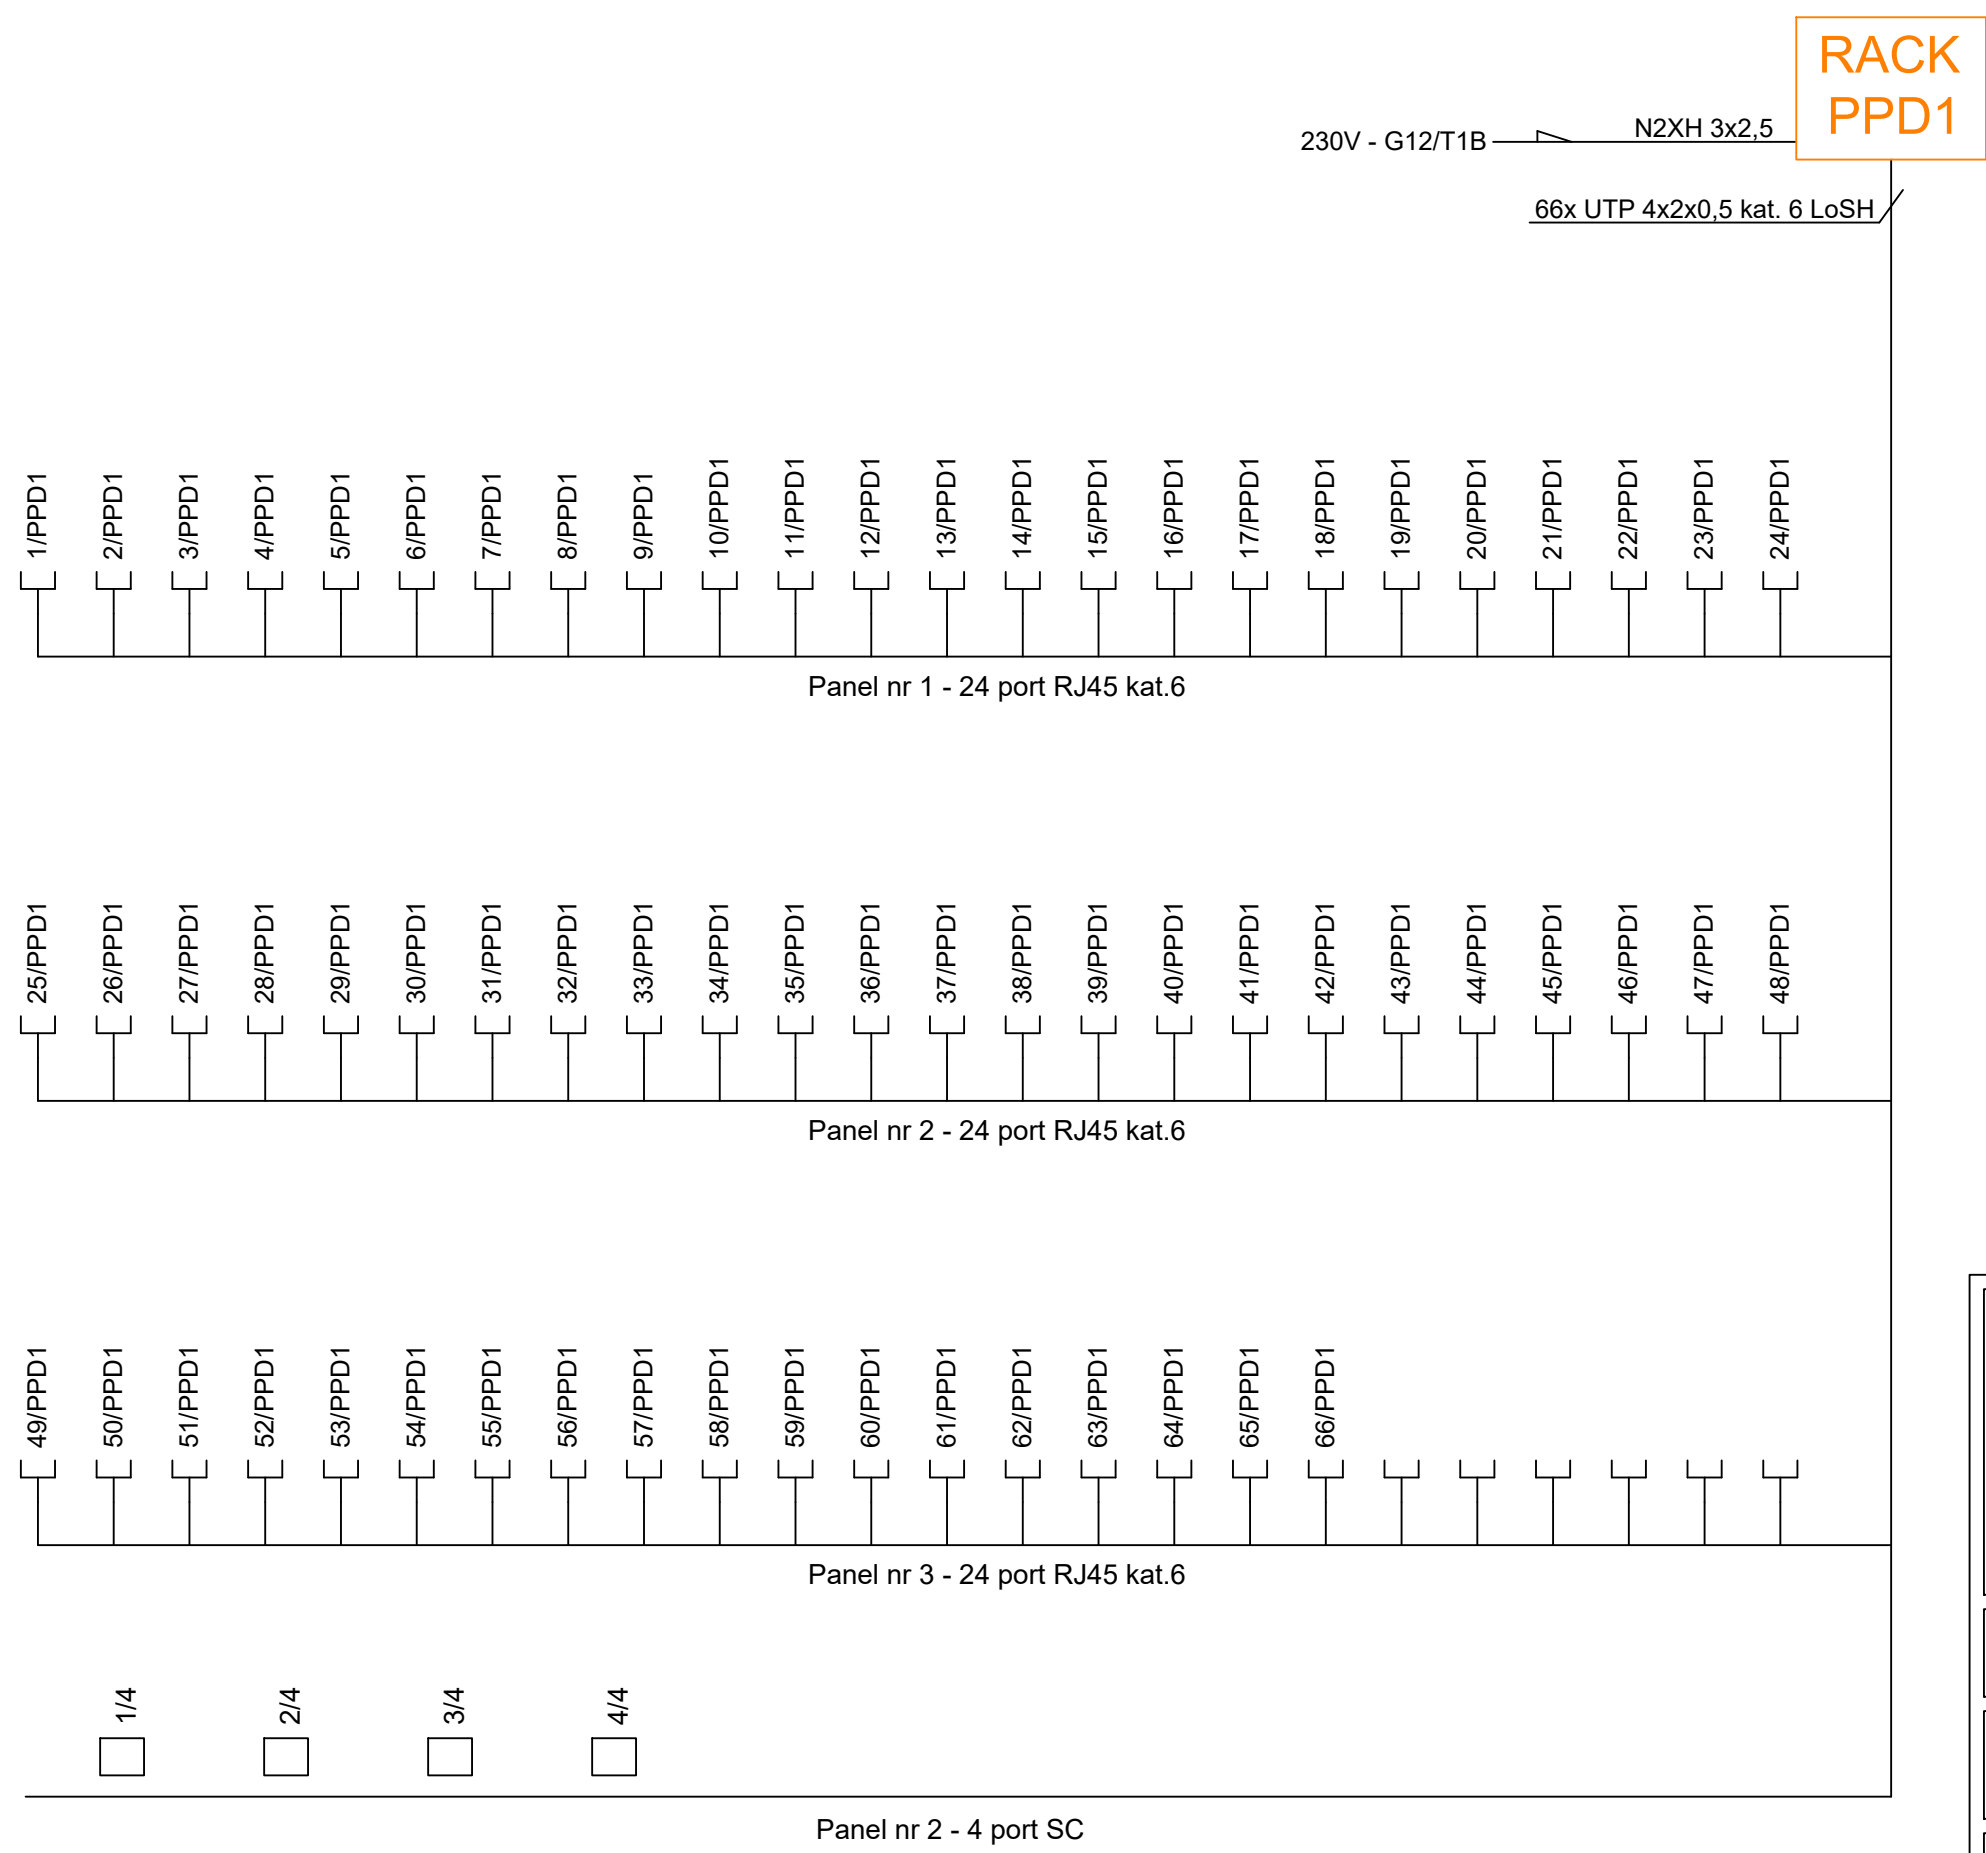 RACK
PPD1
230V - G12/T1B
N2XH 3x2,5
66x UTP 4x2x0,5 kat. 6 LoSH
1/PPD1
2/PPD1
3/PPD1
4/PPD1
5/PPD1
6/PPD1
7/PPD1
8/PPD1
9/PPD1
10/PPD1
11/PPD1
12/PPD1
13/PPD1
14/PPD1
15/PPD1
16/PPD1
17/PPD1
18/PPD1
19/PPD1
20/PPD1
21/PPD1
22/PPD1
23/PPD1
24/PPD1
Panel nr 1 - 24 port RJ45 kat.6
25/PPD1
26/PPD1
27/PPD1
28/PPD1
29/PPD1
30/PPD1
31/PPD1
32/PPD1
33/PPD1
34/PPD1
35/PPD1
36/PPD1
37/PPD1
38/PPD1
39/PPD1
40/PPD1
41/PPD1
42/PPD1
43/PPD1
44/PPD1
45/PPD1
46/PPD1
47/PPD1
48/PPD1
Panel nr 2 - 24 port RJ45 kat.6
49/PPD1
50/PPD1
51/PPD1
52/PPD1
53/PPD1
54/PPD1
55/PPD1
56/PPD1
57/PPD1
58/PPD1
59/PPD1
60/PPD1
61/PPD1
62/PPD1
63/PPD1
64/PPD1
65/PPD1
66/PPD1
Panel nr 3 - 24 port RJ45 kat.6
1/4
2/4
3/4
4/4
Panel nr 2 - 4 port SC